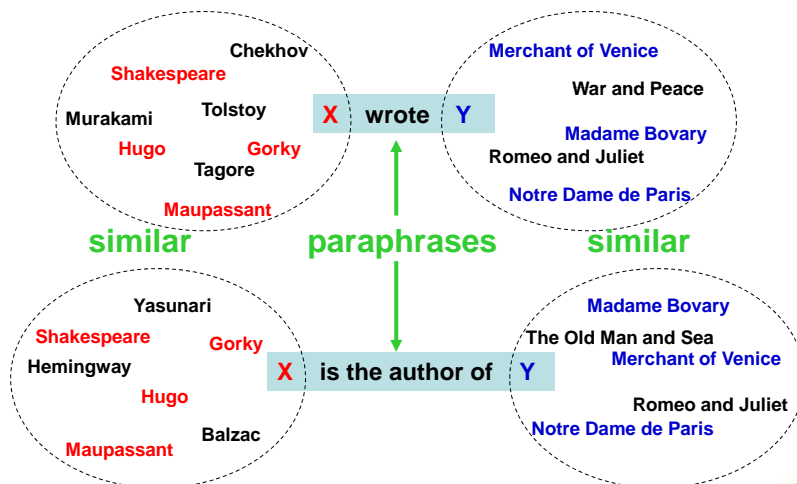 Chekhov
Shakespeare
Tolstoy
Murakami
Hugo
Gorky
Tagore
Maupassant
X wrote Y
Merchant of Venice
War and Peace
Madame Bovary
Romeo and Juliet
Notre Dame de Paris
similar
paraphrases
similar
Yasunari
Shakespeare
Gorky
Hemingway
Hugo
Balzac
Maupassant
X is the author of Y
Madame Bovary
The Old Man and Sea
Merchant of Venice
Romeo and Juliet
Notre Dame de Paris